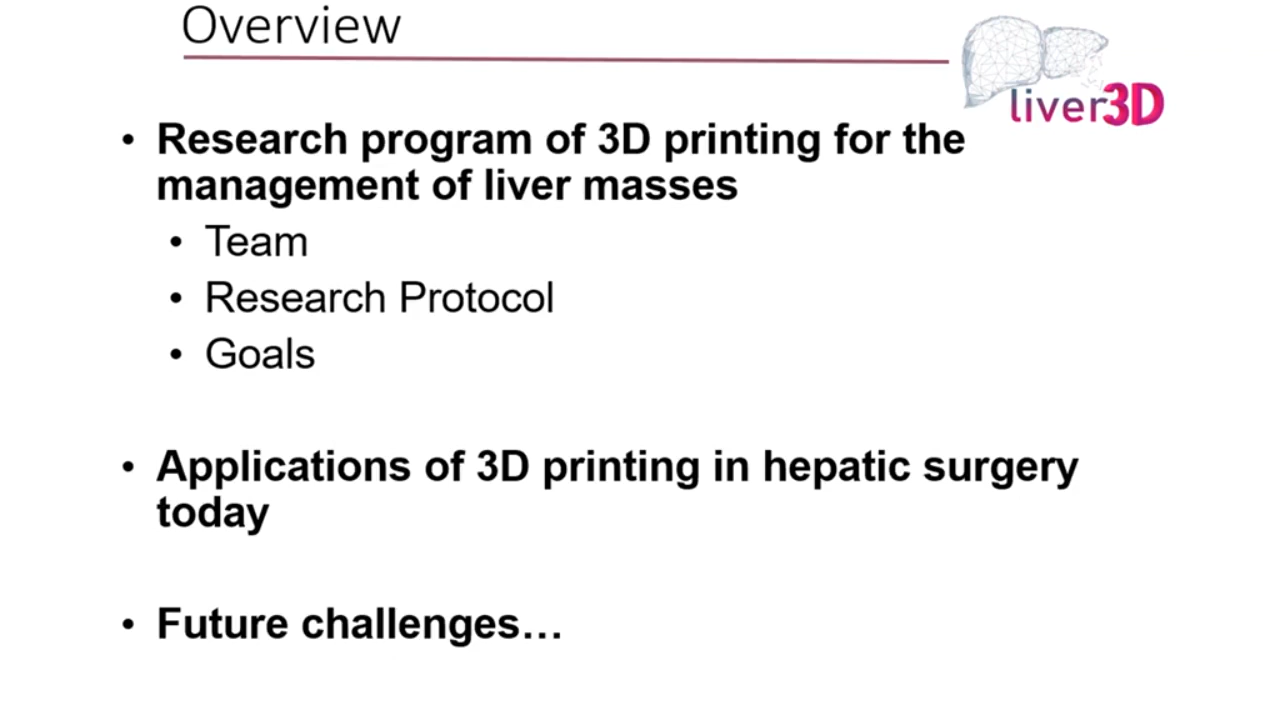 Overview
liver3D
• Research program of 3D printing for the
management of liver masses
• Team
• Research Protocol
• Goals
• Applications of 3D printing in hepatic surgery
today
• Future challenges…